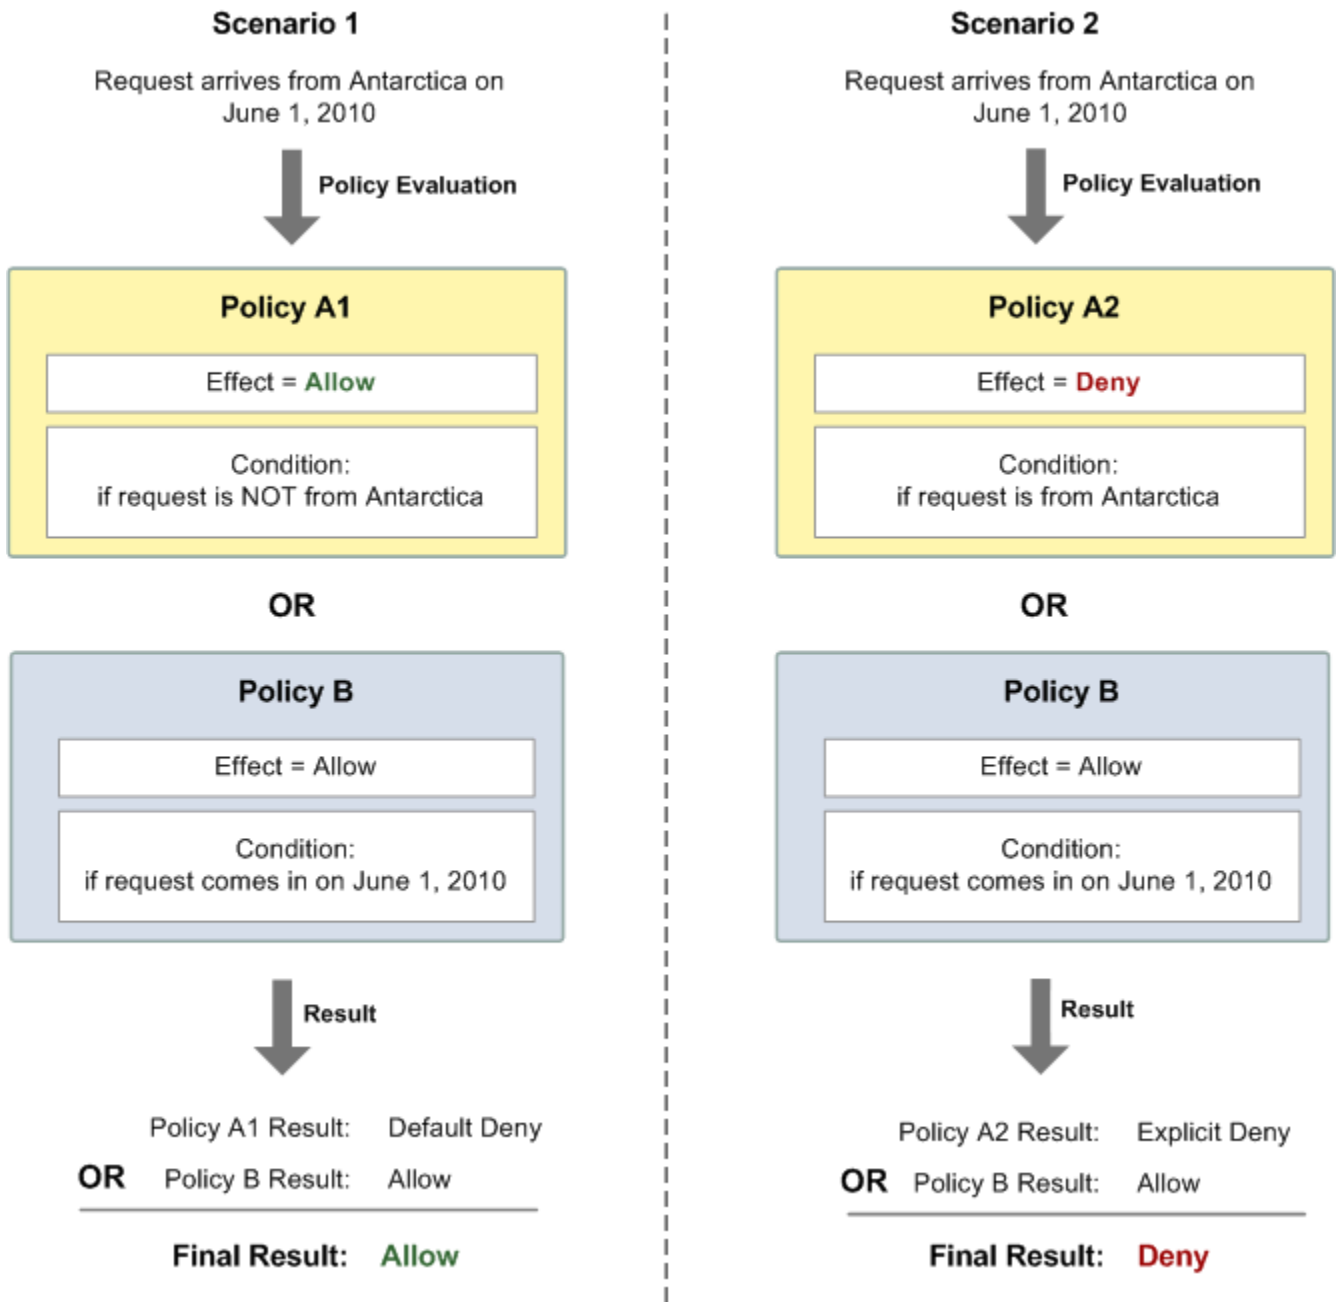 Scenario 1
Request arrives from Antarctica on
June 1, 2010
Policy Evaluation
Policy A1
Effect = Allow
Condition:
if request is NOT from Antarctica
OR
Policy B
Effect = Allow
Condition:
if request comes in on June 1, 2010
Result
Policy A1 Result: Default Deny
OR Policy B Result: Allow
Final Result: Allow
Scenario 2
Request arrives from Antarctica on
June 1, 2010
Policy Evaluation
Policy A2
Effect = Deny
Condition:
if request is from Antarctica
OR
Policy B
Effect = Allow
Condition:
if request comes in on June 1, 2010
Result
Policy A2 Result: Explicit Deny
OR Policy B Result: Allow
Final Result: Deny